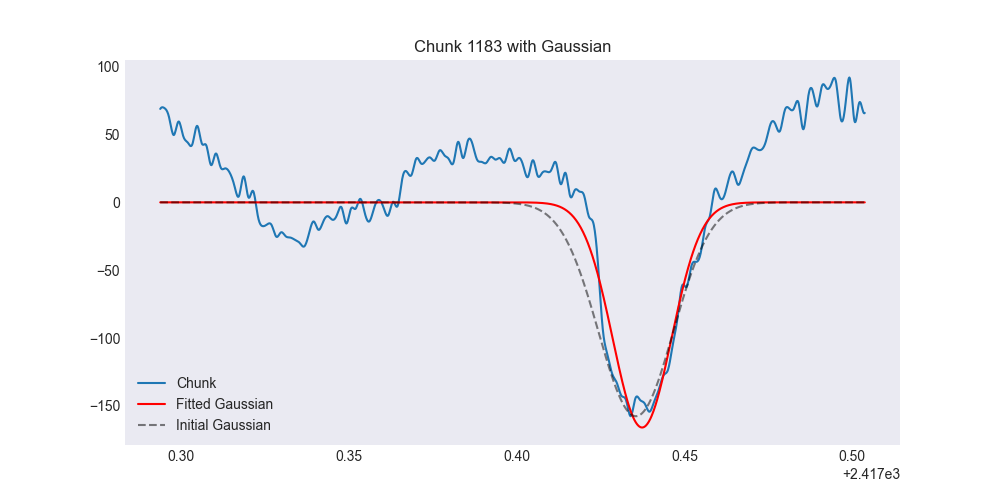 Chunk 1183 with Gaussian
100
50
0
−50
−100
−150
Chunk
Fitted Gaussian
Initial Gaussian
0.30 0.35 0.40 0.45 0.50
+2.417e3